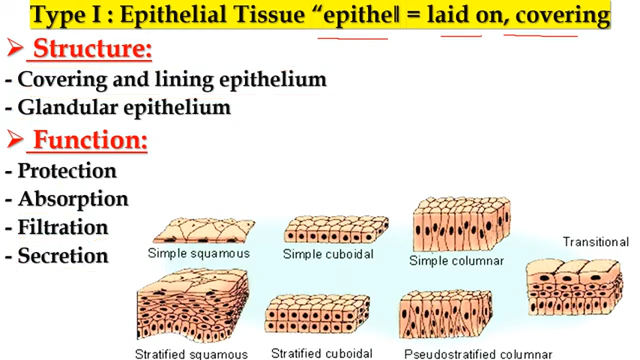 Type I : Epithelial Tissue “epithel = laid on, covering
➢ Structure:
- Covering and lining epithelium
- Glandular epithelium
➢ Function:
- Protection
- Absorption
- Filtration
- Secretion
Simple squamous
Simple cuboidal
Simple columnar
Transitional
Stratified squamous
Stratified cuboidal
Pseudostratified columnar